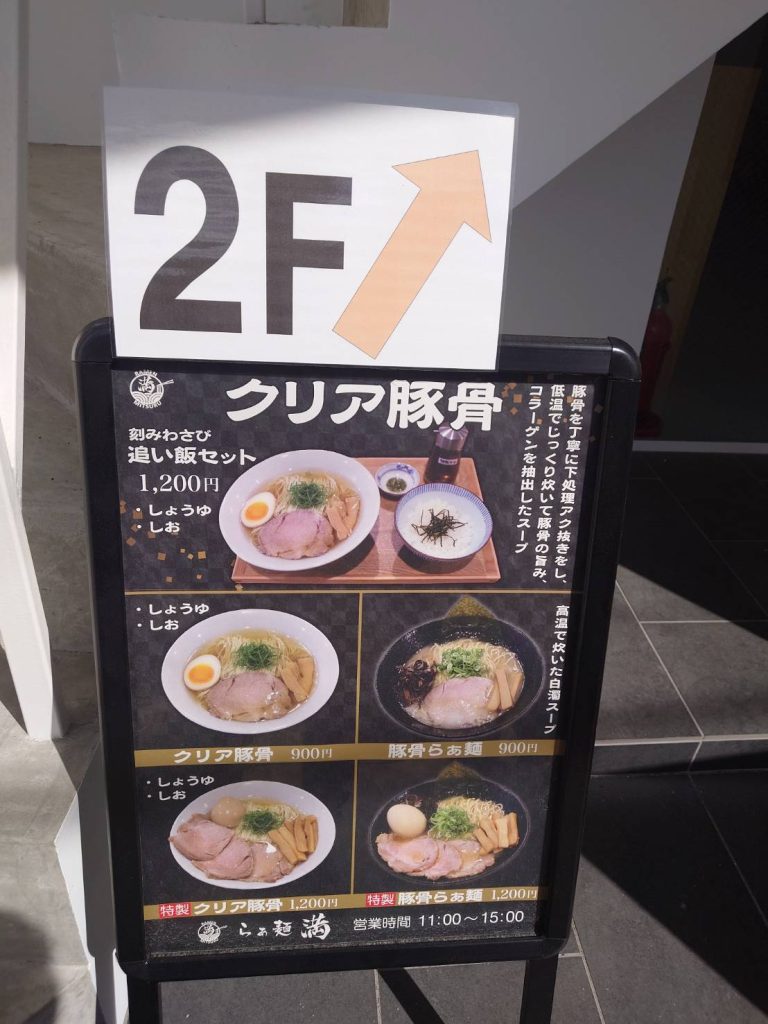 2F
クリア豚骨
RAMEN
満
MITSURU
刻みわさび
追い飯セット
1,200円
・しょうゆ
・しお
豚骨を丁寧に下処理アク抜きをし、
低温でじっくり炊いて豚骨の旨み、
コラーゲンを抽出したスープ
・しょうゆ
・しお
クリア豚骨 900円
高温で炊いた白濁スープ
豚骨らぁ麺 900円
・しょうゆ
・しお
特製 クリア豚骨 1,200円
特製 豚骨らぁ麺 1,200円
らぁ麺 満 営業時間 11:00〜15:00